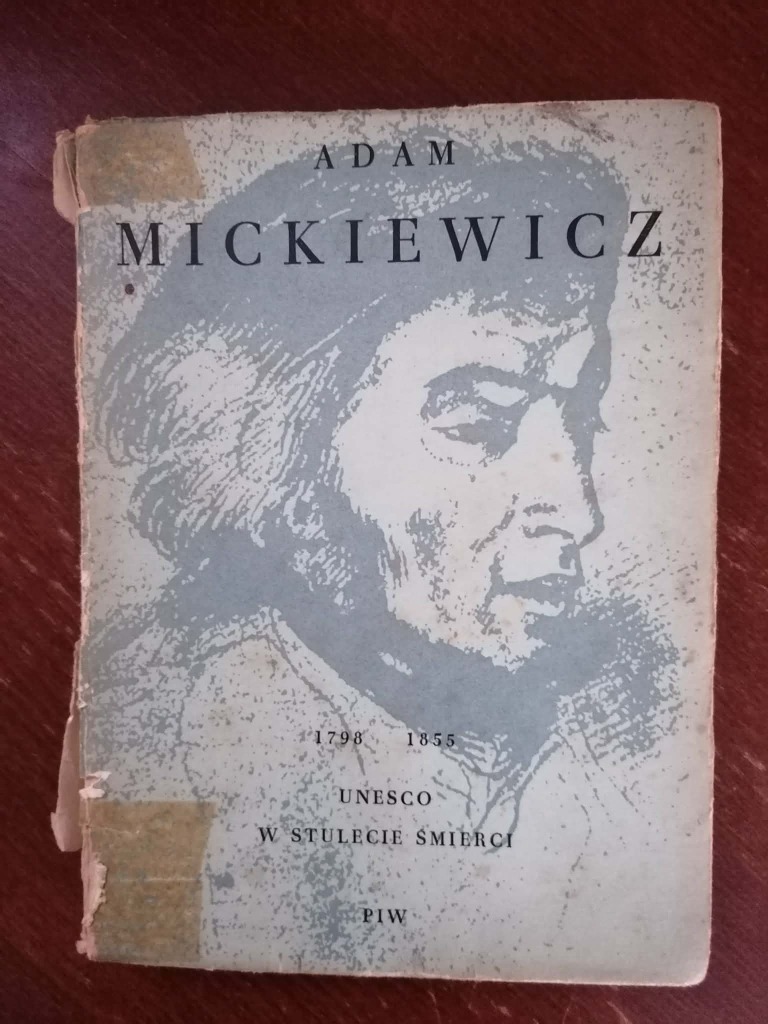 ADAM
MICKIEWICZ
1798 1855
UNESCO
W STULECIE ŚMIERCI
PIW